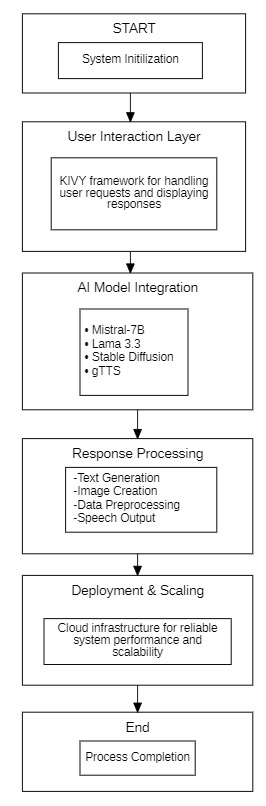 START
System Initilization
User Interaction Layer
KIVY framework for handling
user requests and displaying
responses
AI Model Integration
• Mistral-7B
• Lama 3.3
• Stable Diffusion
• gTTS
Response Processing
-Text Generation
-Image Creation
-Data Preprocessing
-Speech Output
Deployment & Scaling
Cloud infrastructure for reliable
system performance and
scalability
End
Process Completion